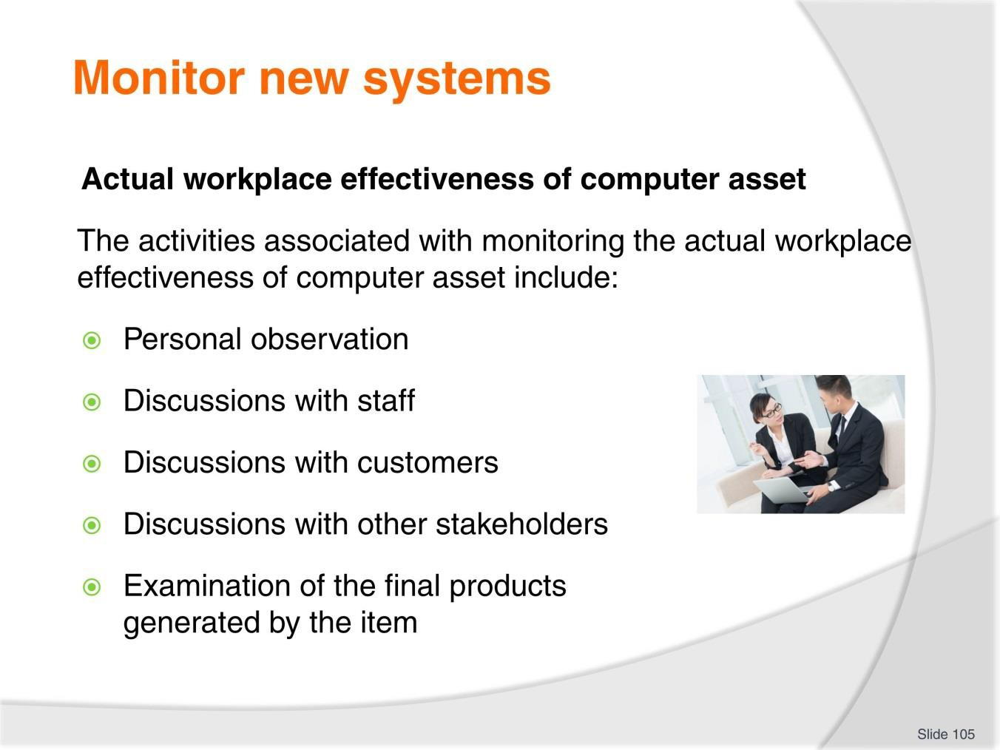 Monitor new systems
Actual workplace effectiveness of computer asset
The activities associated with monitoring the actual workplace
effectiveness of computer asset include:
Personal observation
Discussions with staff
Discussions with customers
Discussions with other stakeholders
Examination of the final products
generated by the item
Slide 105